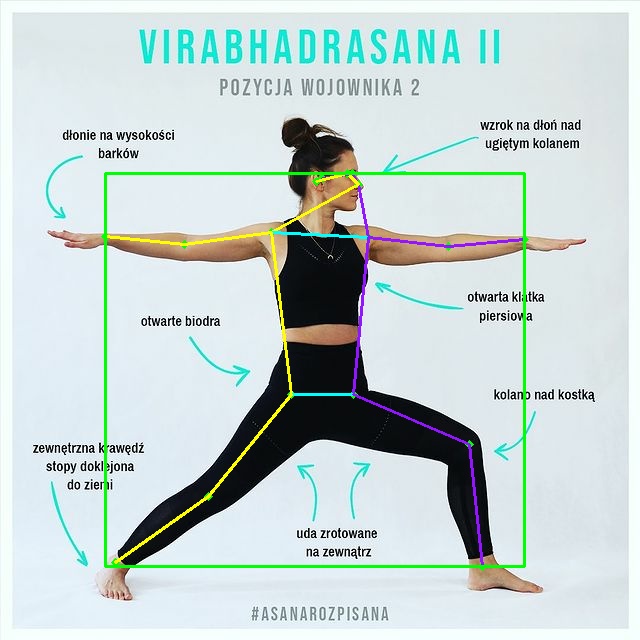 VIRABHADRASANA II
POZYCJA WOJOWNIKA 2
dłonie na wysokości
barków
wzrok na dłoń nad
ugiętym kolanem
otwarta klatka
piersiowa
otwarte biodra
kolano nad kostką
zewnętrzna krawędź
stopy doklejona
do ziemi
uda zrotowane
na zewnątrz
#ASANAROZPISANA